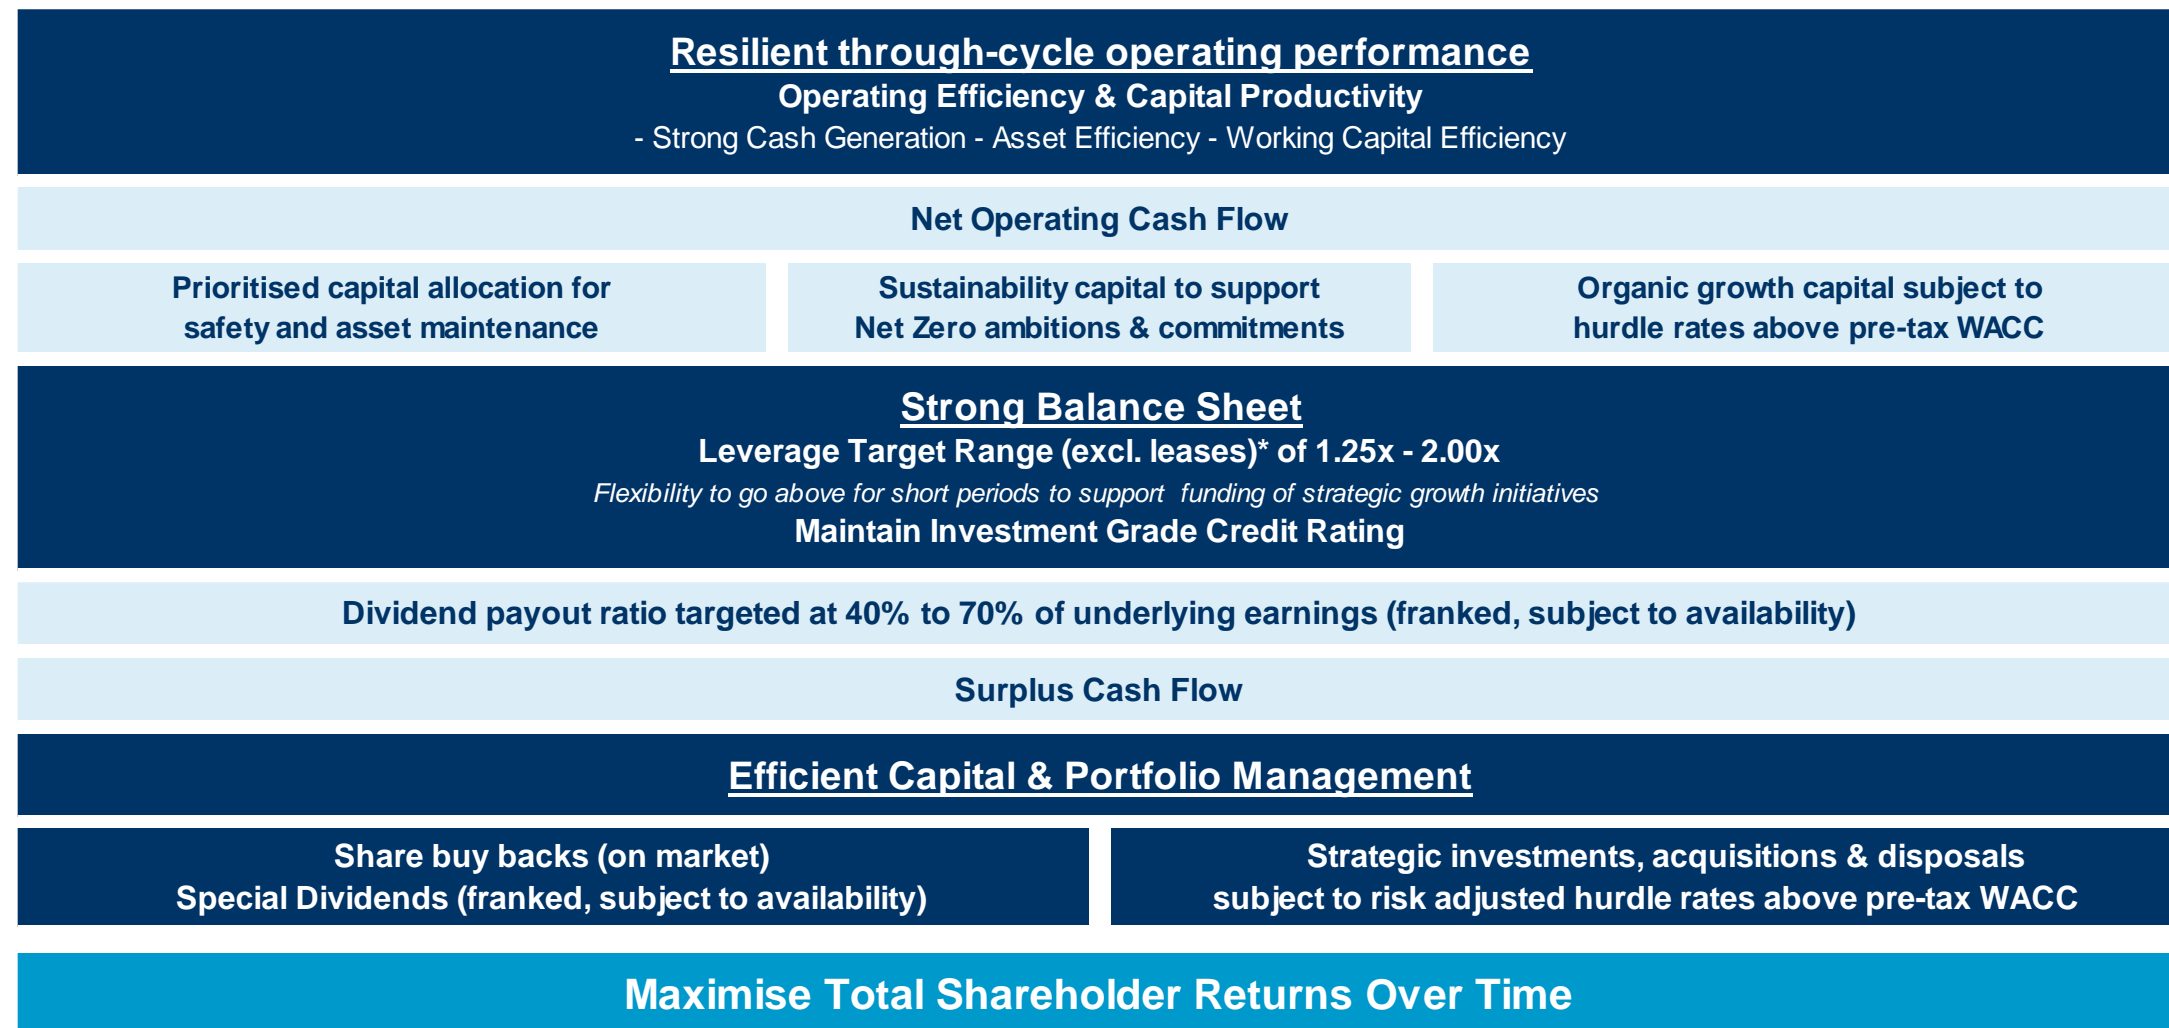 Resilient through-cycle operating performance
Operating Efficiency & Capital Productivity
- Strong Cash Generation - Asset Efficiency - Working Capital Efficiency
Net Operating Cash Flow
Prioritised capital allocation for
safety and asset maintenance
Sustainability capital to support
Net Zero ambitions & commitments
Organic growth capital subject to
hurdle rates above pre-tax WACC
Strong Balance Sheet
Leverage Target Range (excl. leases)* of 1.25x - 2.00x
Flexibility to go above for short periods to support funding of strategic growth initiatives
Maintain Investment Grade Credit Rating
Dividend payout ratio targeted at 40% to 70% of underlying earnings (franked, subject to availability)
Surplus Cash Flow
Efficient Capital & Portfolio Management
Share buy backs (on market)
Special Dividends (franked, subject to availability)
Strategic investments, acquisitions & disposals
subject to risk adjusted hurdle rates above pre-tax WACC
Maximise Total Shareholder Returns Over Time